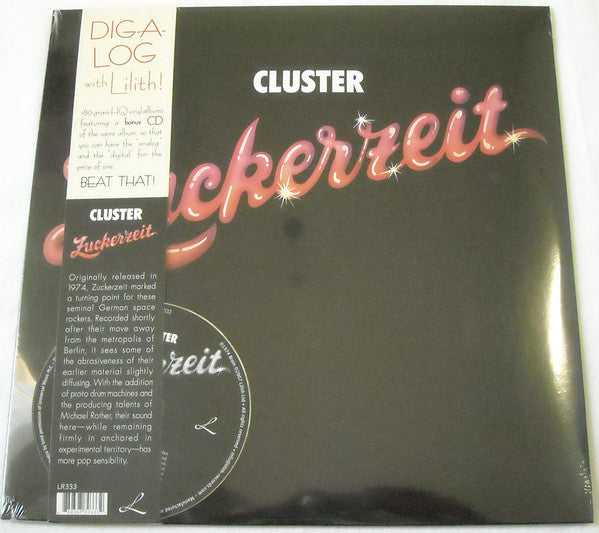 DIG-A-
LOG
with Lilith!
180 gram HQ vinyl albums
featuring a bonus CD
of the same album, so that
you can have the "analog"
and the "digital" for the
price of one.
BEAT THAT!
CLUSTER
Zuckerzeit
CLUSTER
Zuckerzeit
Originally released in
1974, Zuckerzeit marked
a turning point for these
seminal German space
rockers. Recorded shortly
after their move away
from the metropolis of
Berlin, it sees some of
the abrasiveness of their
earlier material slightly
diffusing. With the addition
of proto drum machines and
the producing talents of
Michael Rother, their sound
here—while remaining
firmly in anchored in
experimental territory—has
more pop sensibility.
LR333
L
CLUSTER
zeit
L